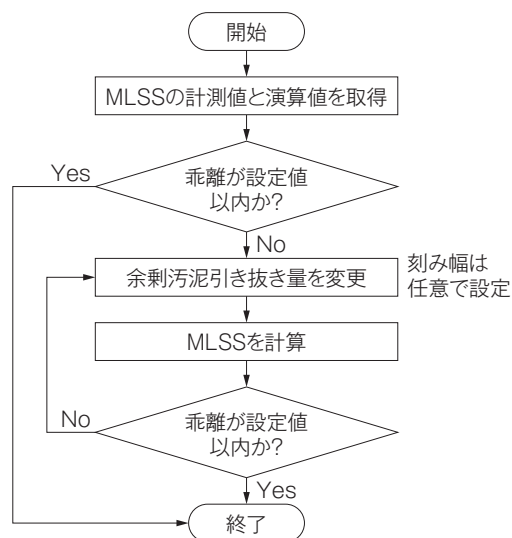 開始
MLSSの計測値と演算値を取得
乖離が設定値
以内か?
Yes
No
余剰汚泥引き抜き量を変更
刻み幅は
任意で設定
MLSSを計算
乖離が設定値
以内か?
No
Yes
終了